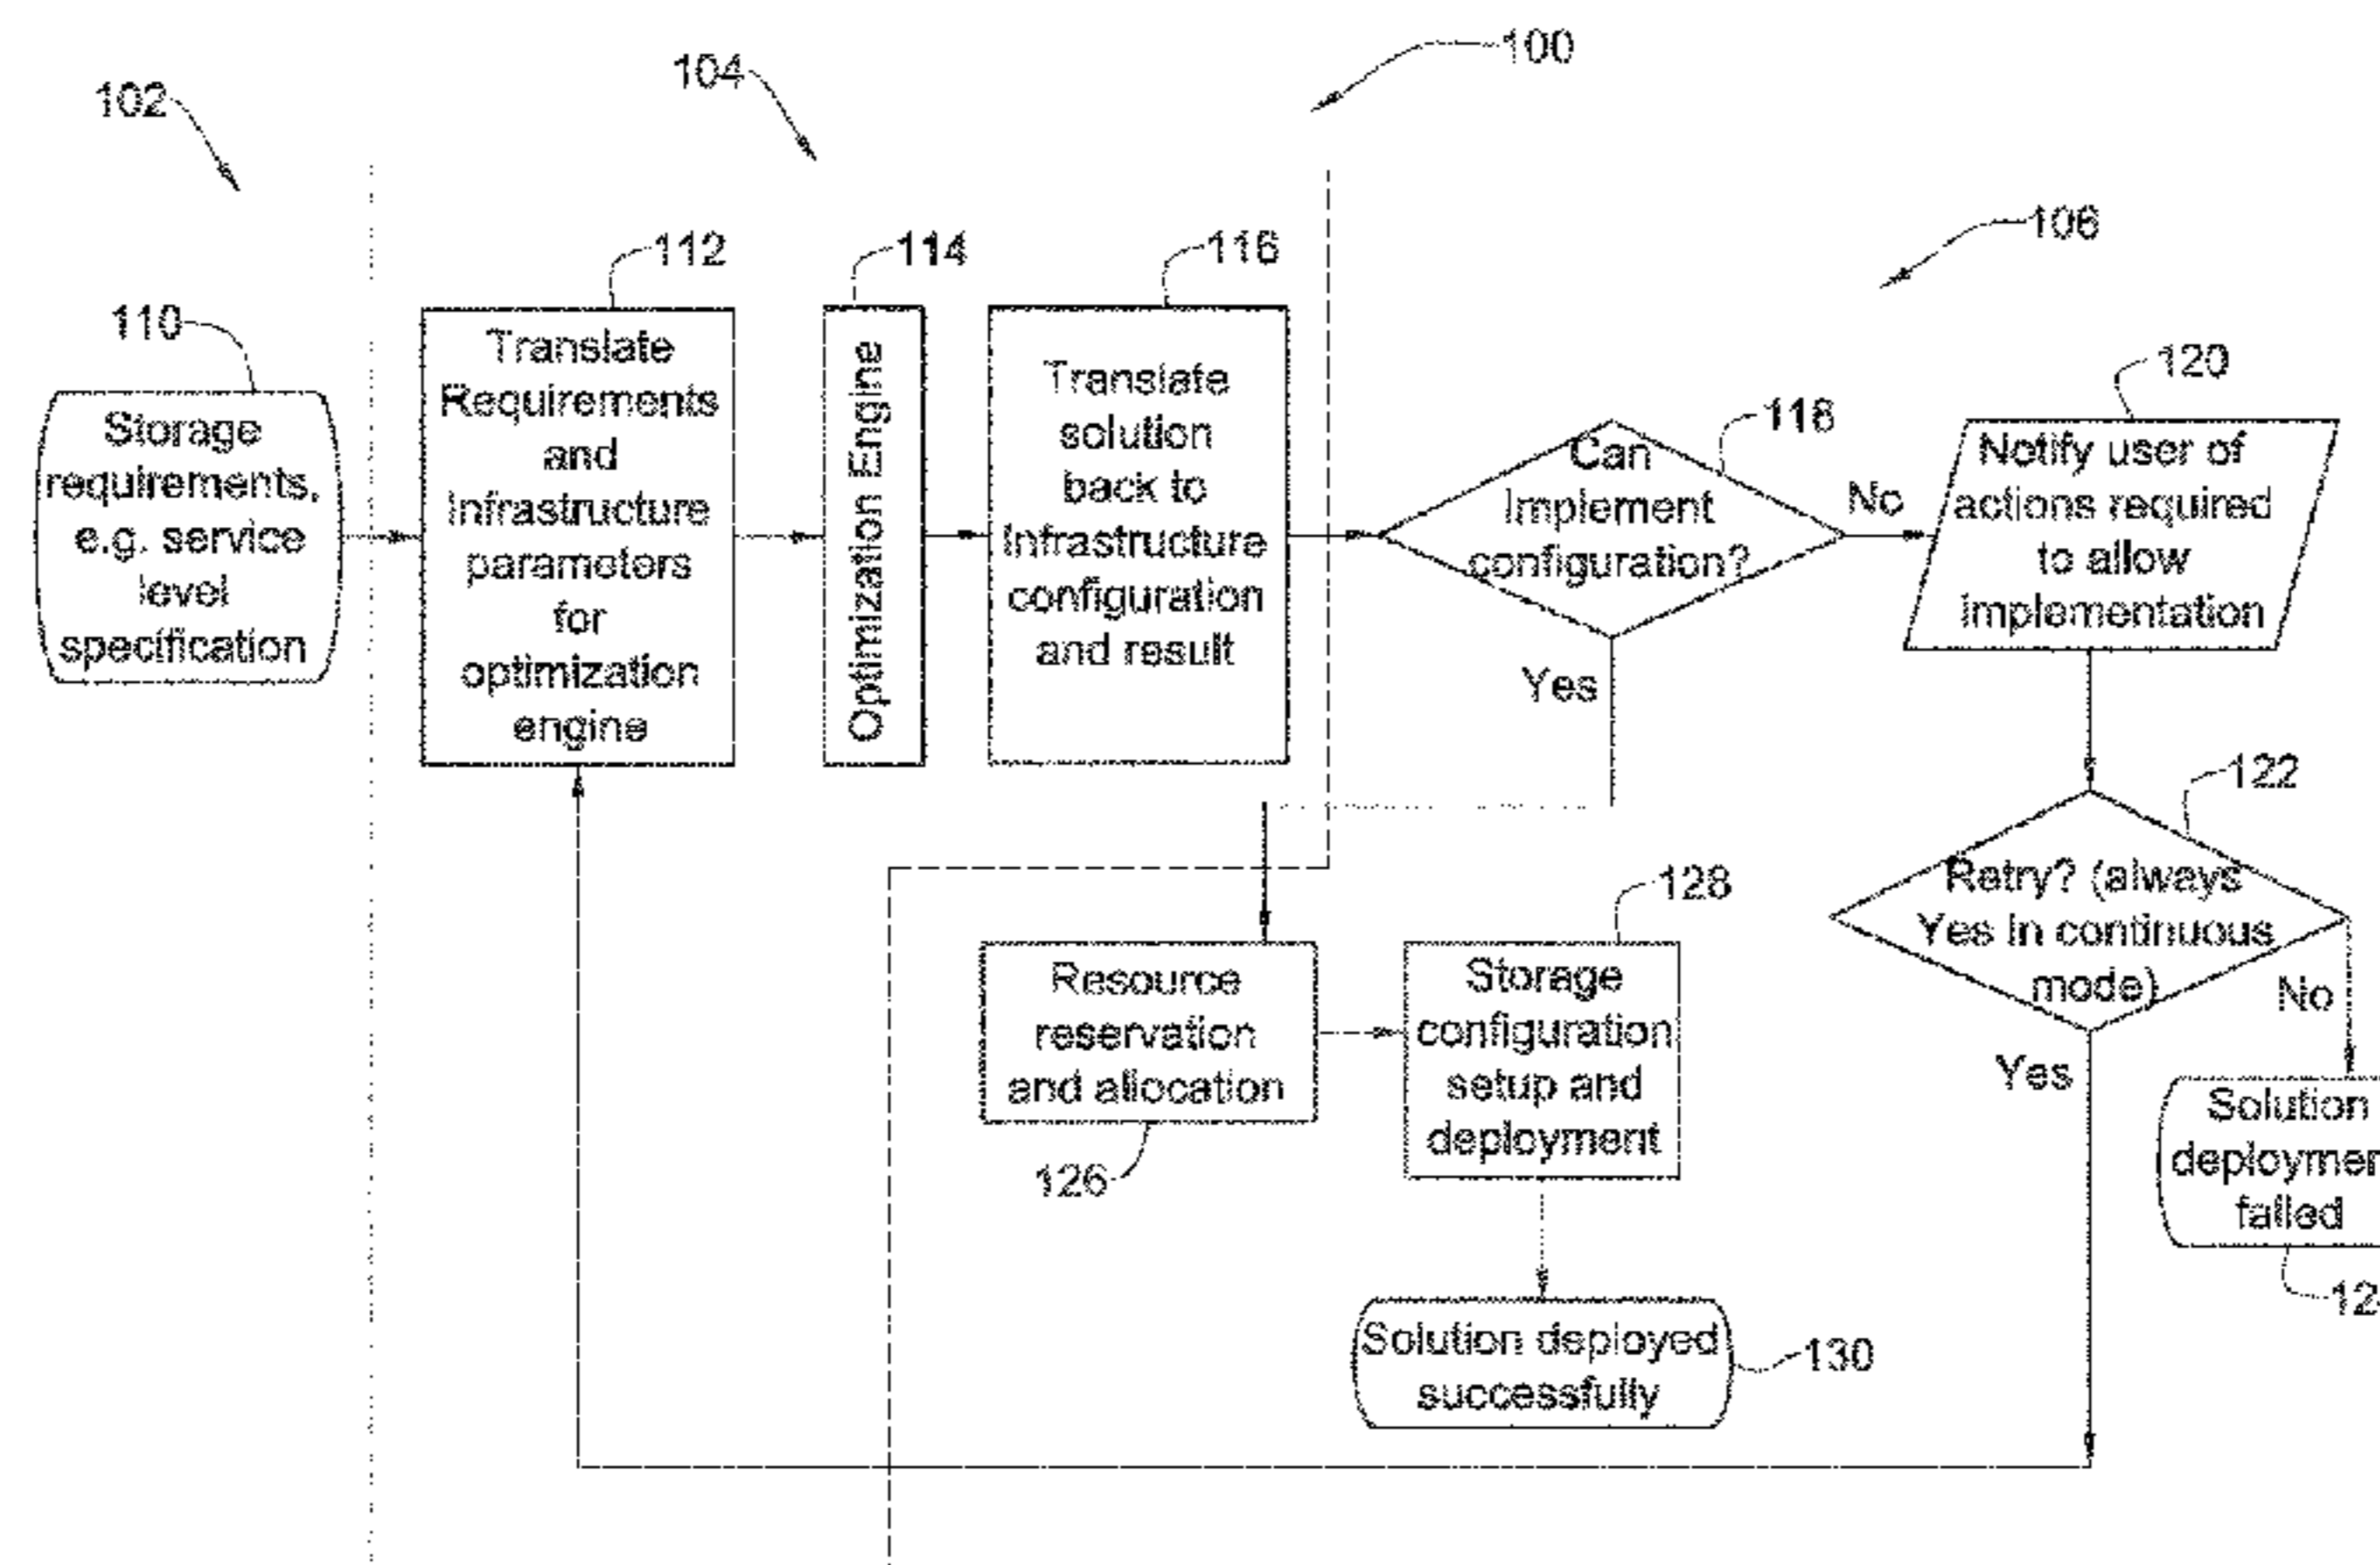 100
104
102
106
112
114
116
110
120
118
Storage
requirements,
e.g. service
level
specification
Translate
Requirements
and
Infrastructure
parameters
for
optimization
engine
Optimization Engine
Translate
solution
back to
Infrastructure
configuration
and result
Can
Implement
configuration?
No
Yes
Notify user of
actions required
to allow
implementation
122
Retry? (always
Yes in continuous
mode)
No
Yes
128
Resource
reservation
and allocation
126
Storage
configuration
setup and
deployment
Solution
deploymen
failed
12
Solution deployed
successfully
130